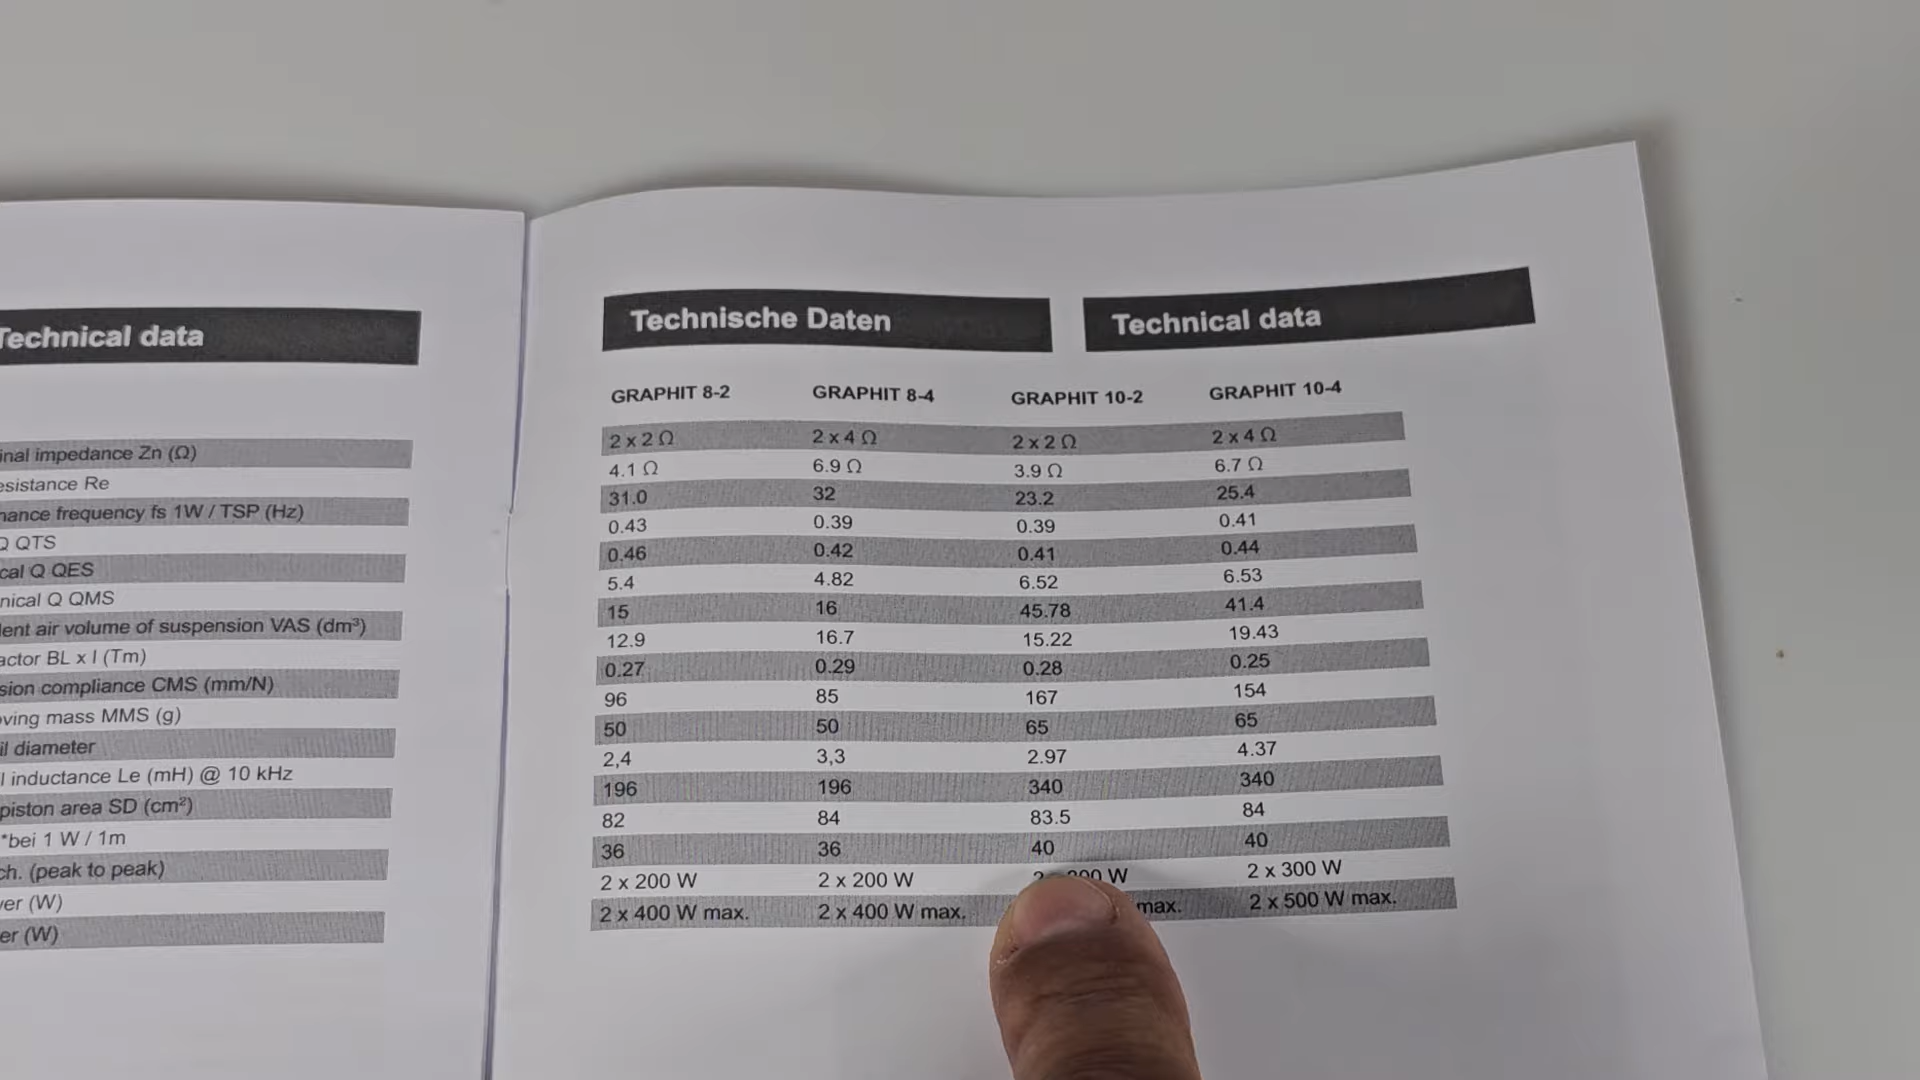 Technical data
inal impedance Zn (Ω)
esistance Re
nance frequency fs 1W / TSP (Hz)
Q QTS
cal Q QES
nical Q QMS
lent air volume of suspension VAS (dm³)
actor BL x l (Tm)
sion compliance CMS (mm/N)
oving mass MMS (g)
il diameter
l inductance Le (mH) @ 10 kHz
piston area SD (cm²)
*bei 1 W / 1m
ch. (peak to peak)
ver (W)
er (W)
Technische Daten Technical data
GRAPHIT 8-2 GRAPHIT 8-4 GRAPHIT 10-2 GRAPHIT 10-4
2 x 2 Ω 2 x 4 Ω 2 x 2 Ω 2 x 4 Ω
4.1 Ω 6.9 Ω 3.9 Ω 6.7 Ω
31.0 32 23.2 25.4
0.43 0.39 0.39 0.41
0.46 0.42 0.41 0.44
5.4 4.82 6.52 6.53
15 16 45.78 41.4
12.9 16.7 15.22 19.43
0.27 0.29 0.28 0.25
96 85 167 154
50 50 65 65
2,4 3,3 2.97 4.37
196 196 340 340
82 84 83.5 84
36 36 40 40
2 x 200 W 2 x 200 W 00 W 2 x 300 W
2 x 400 W max. 2 x 400 W max. max. 2 x 500 W max.